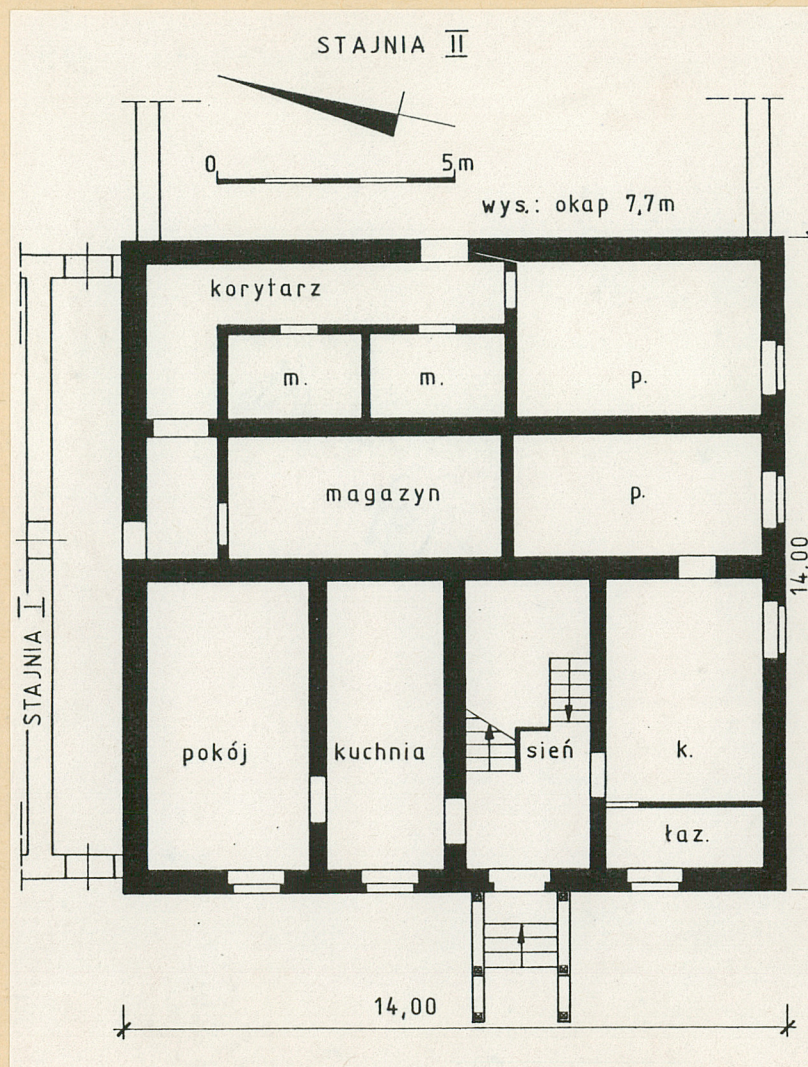 STAJNIA II
0 5m
wys.: okap 7,7m
korytarz
m. m. p.
magazyn p.
14,00
STAJNIA I
pokój kuchnia sień k.
łaz.
14,00